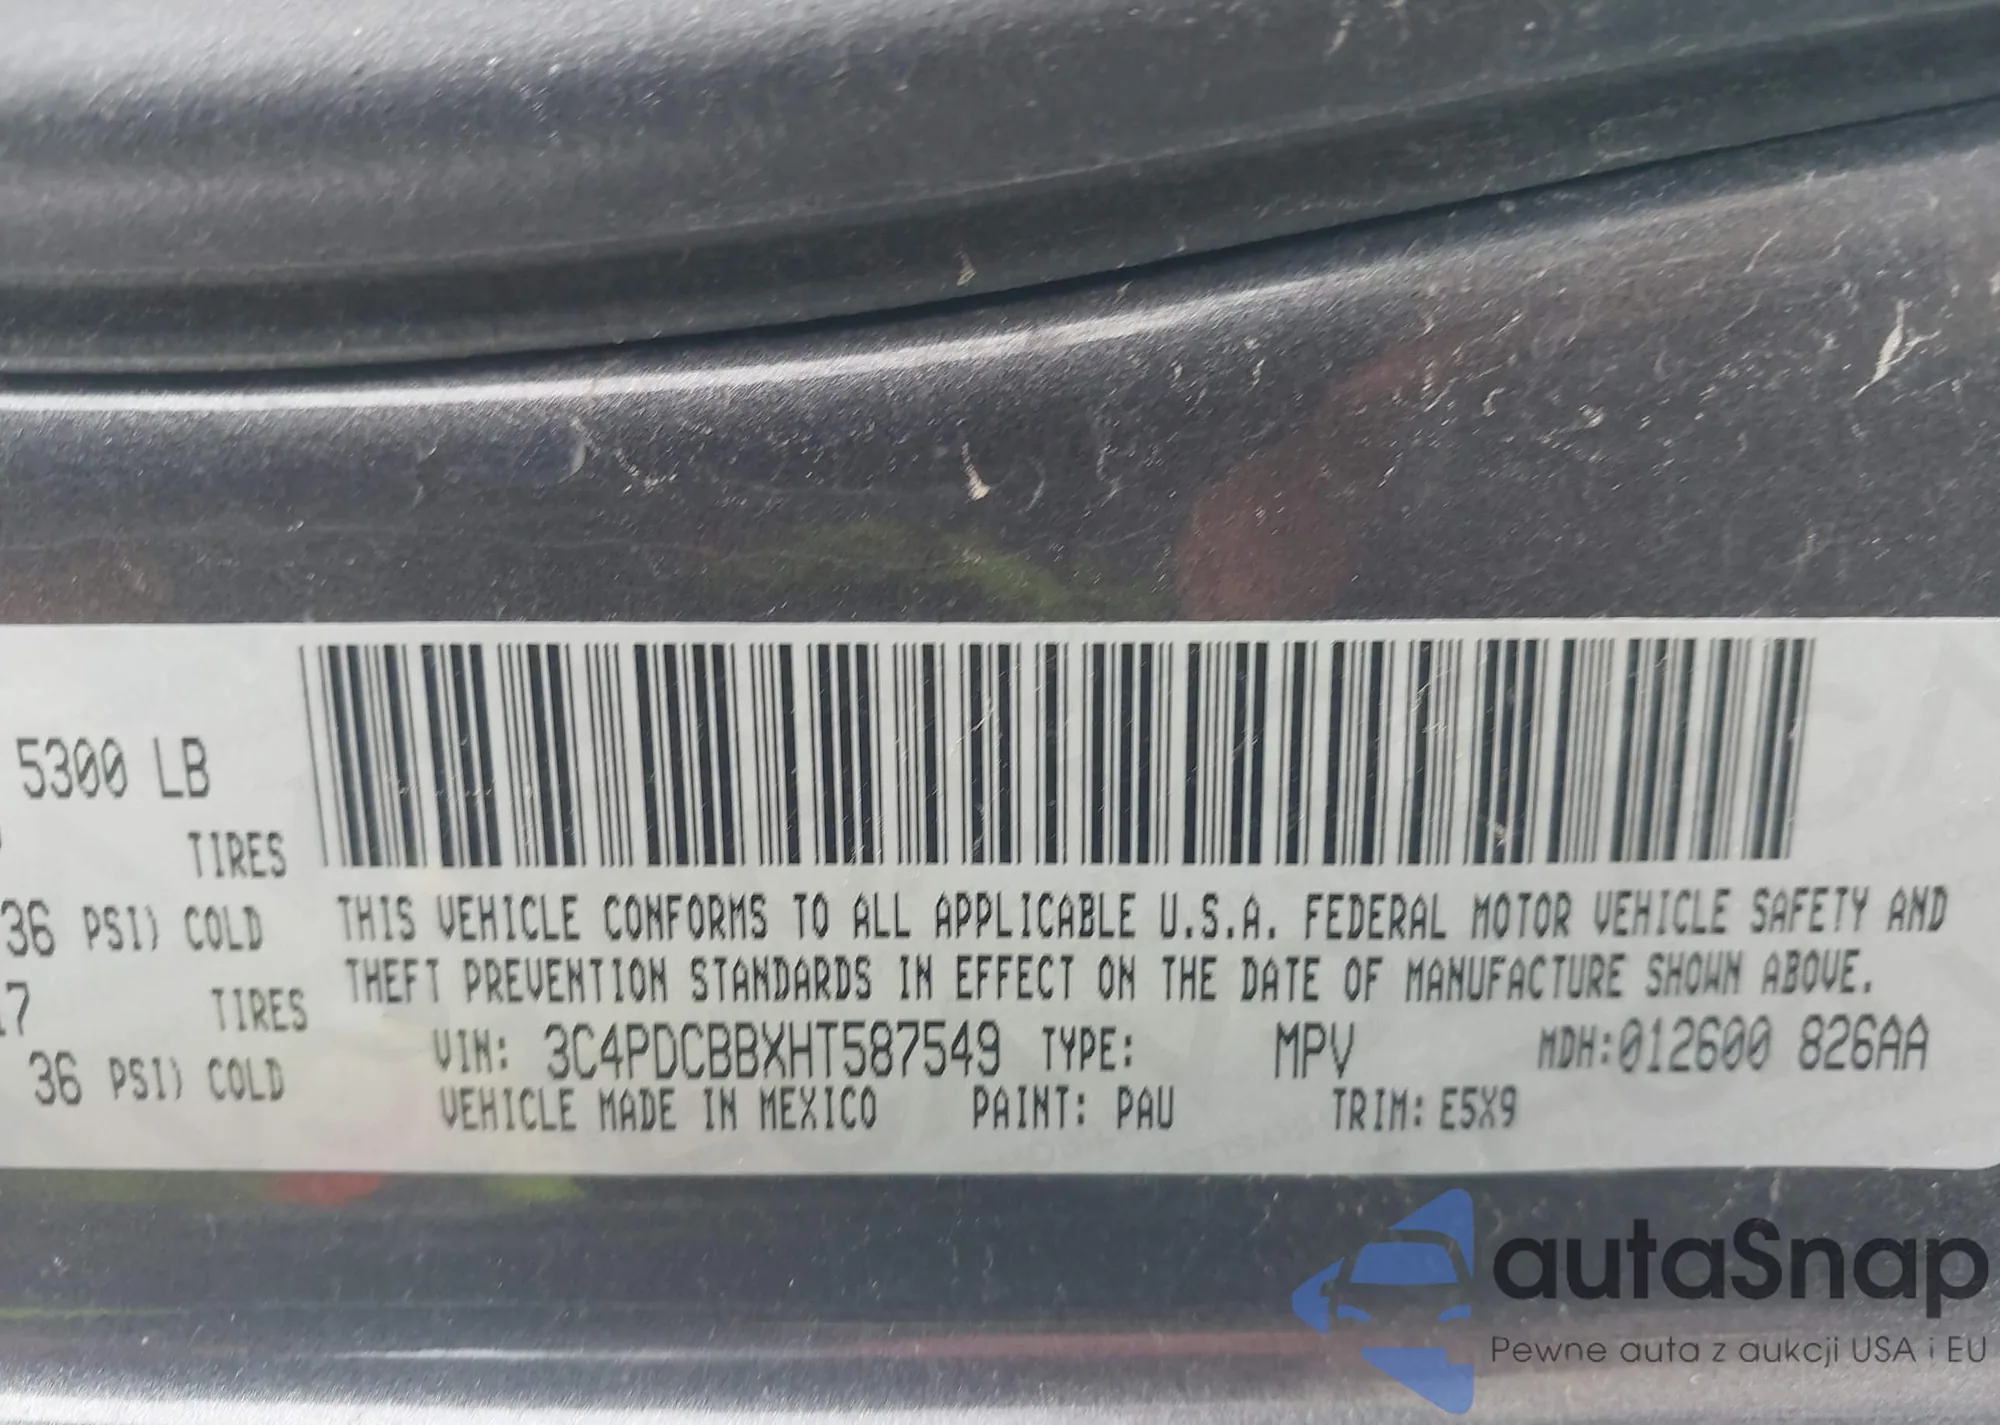 5300 LB
TIRES
36 PSI) COLD
17 TIRES
36 PSI) COLD
THIS VEHICLE CONFORMS TO ALL APPLICABLE U.S.A. FEDERAL MOTOR VEHICLE SAFETY AND
THEFT PREVENTION STANDARDS IN EFFECT ON THE DATE OF MANUFACTURE SHOWN ABOVE.
VIN: 3C4PDCBBXHT587549 TYPE: MPV MDH:012600 826AA
VEHICLE MADE IN MEXICO PAINT: PAU TRIM: E5X9
autaSnap
Pewne auta z aukcji USA i EU